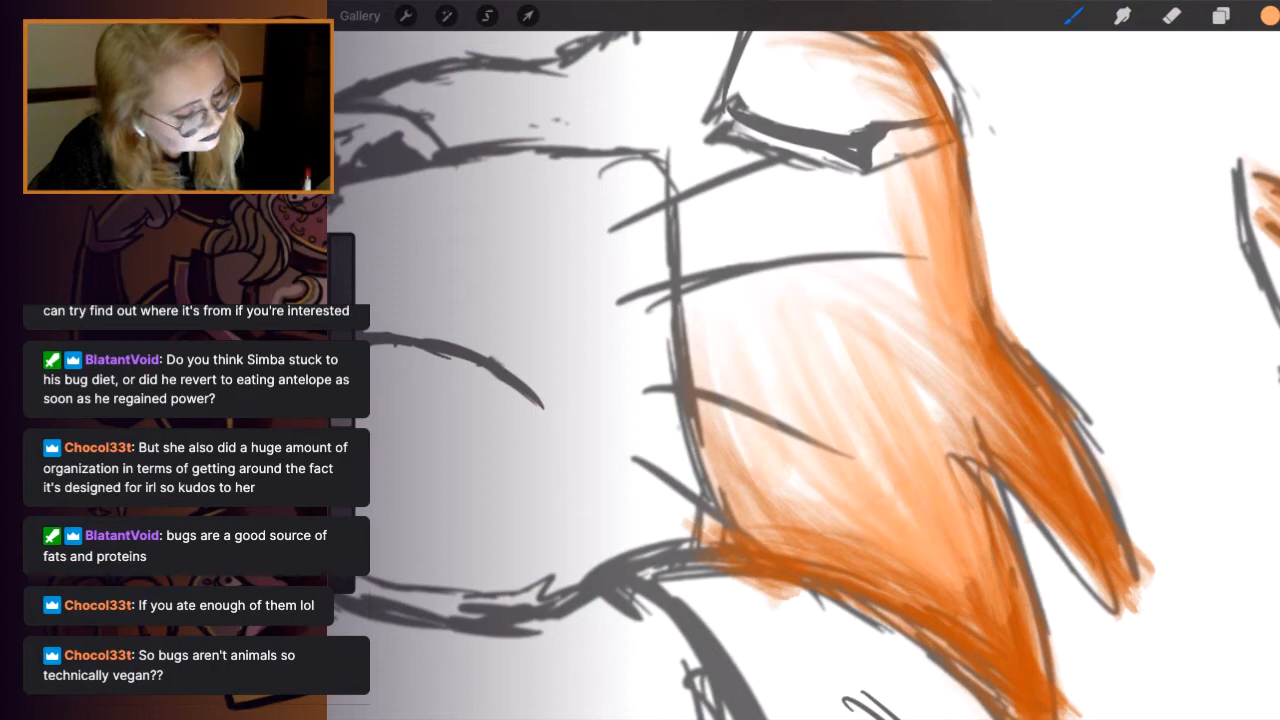 Gallery
can try find out where it's from if you're interested
BlatantVoid: Do you think Simba stuck to
his bug diet, or did he revert to eating antelope as
soon as he regained power?
Chocol33t: But she also did a huge amount of
organization in terms of getting around the fact
it's designed for irl so kudos to her
BlatantVoid: bugs are a good source of
fats and proteins
Chocol33t: If you ate enough of them lol
Chocol33t: So bugs aren't animals so
technically vegan??